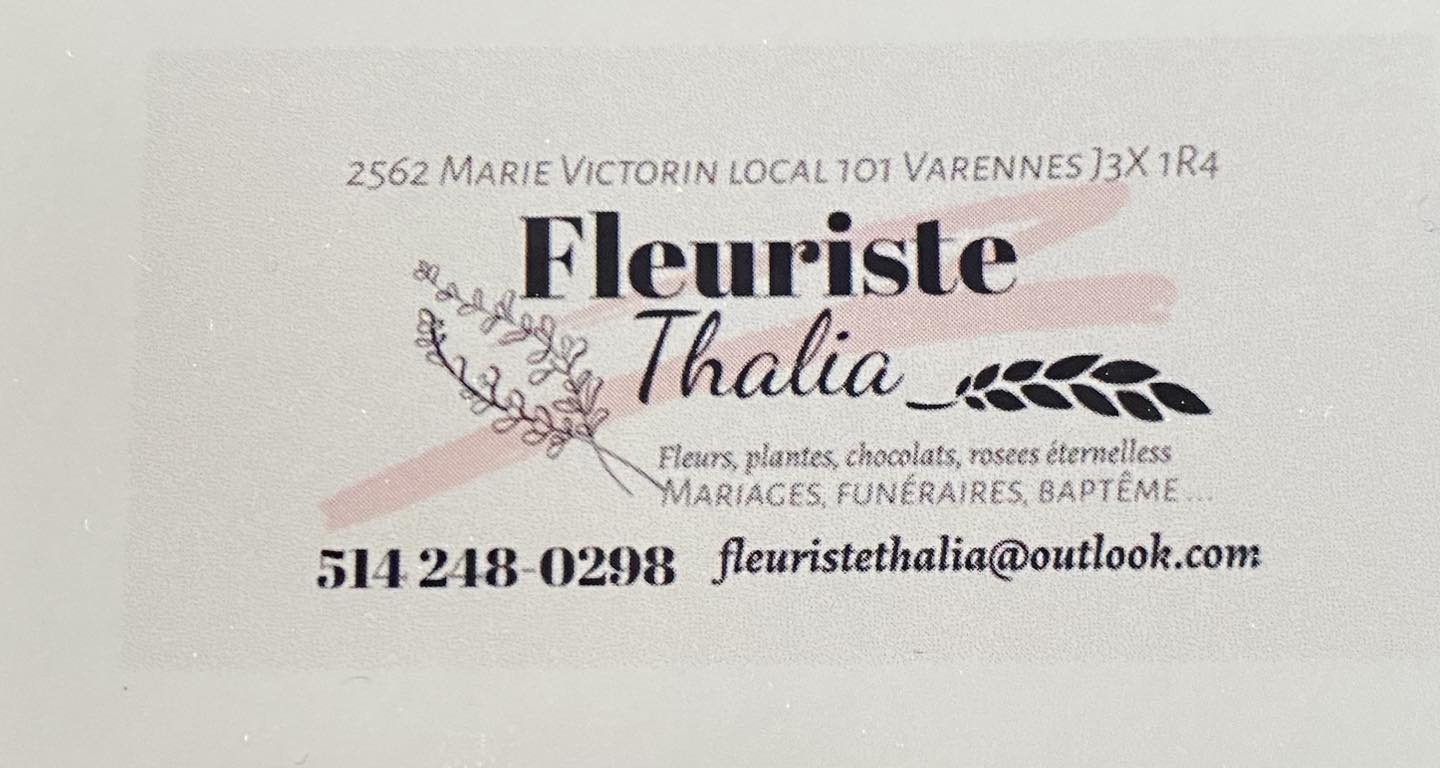 2562 Marie Victorin local 101 Varennes J3X 1R4
Fleuriste
Thalia
Fleurs, plantes, chocolats, rosees éternelless
Mariages, funéraires, baptême...
514 248-0298 fleuristethalia@outlook.com